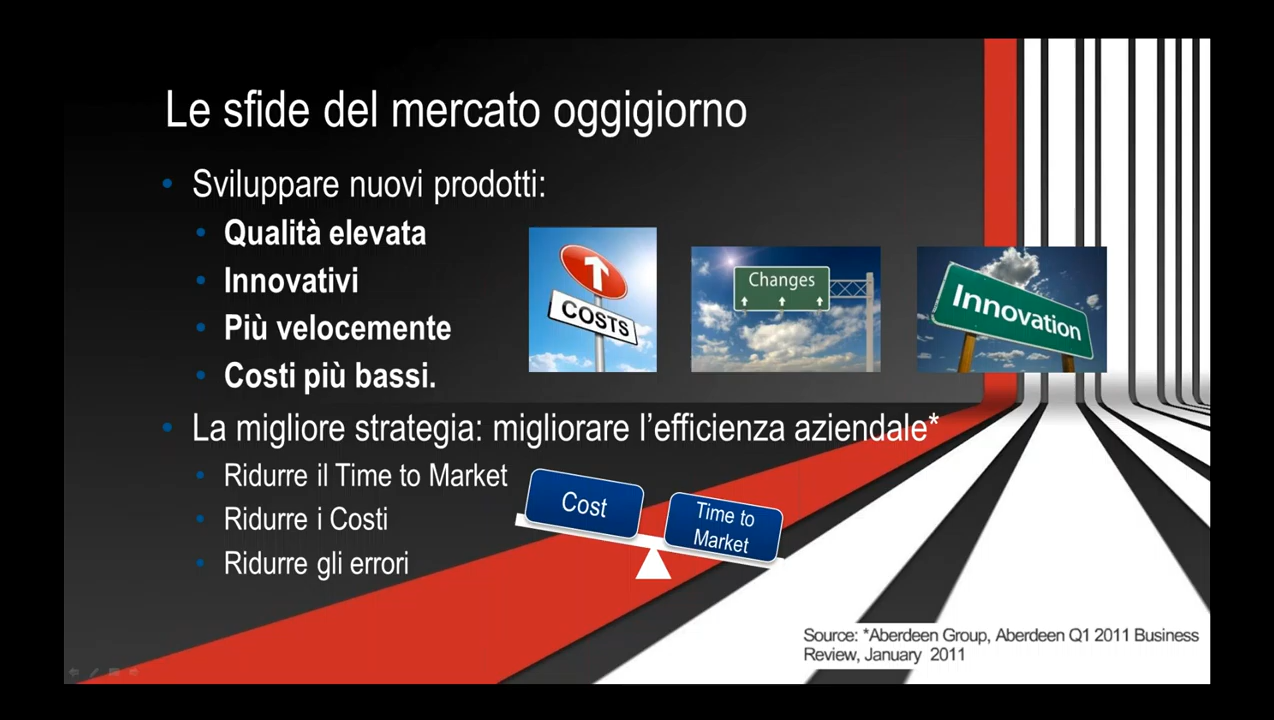 Le sfide del mercato oggigiorno
• Sviluppare nuovi prodotti:
• Qualità elevata
• Innovativi
• Più velocemente
• Costi più bassi.
COSTS
Changes
Innovation
• La migliore strategia: migliorare l’efficienza aziendale*
• Ridurre il Time to Market
• Ridurre i Costi
• Ridurre gli errori
Cost
Time to
Market
Source: *Aberdeen Group, Aberdeen Q1 2011 Business
Review, January 2011